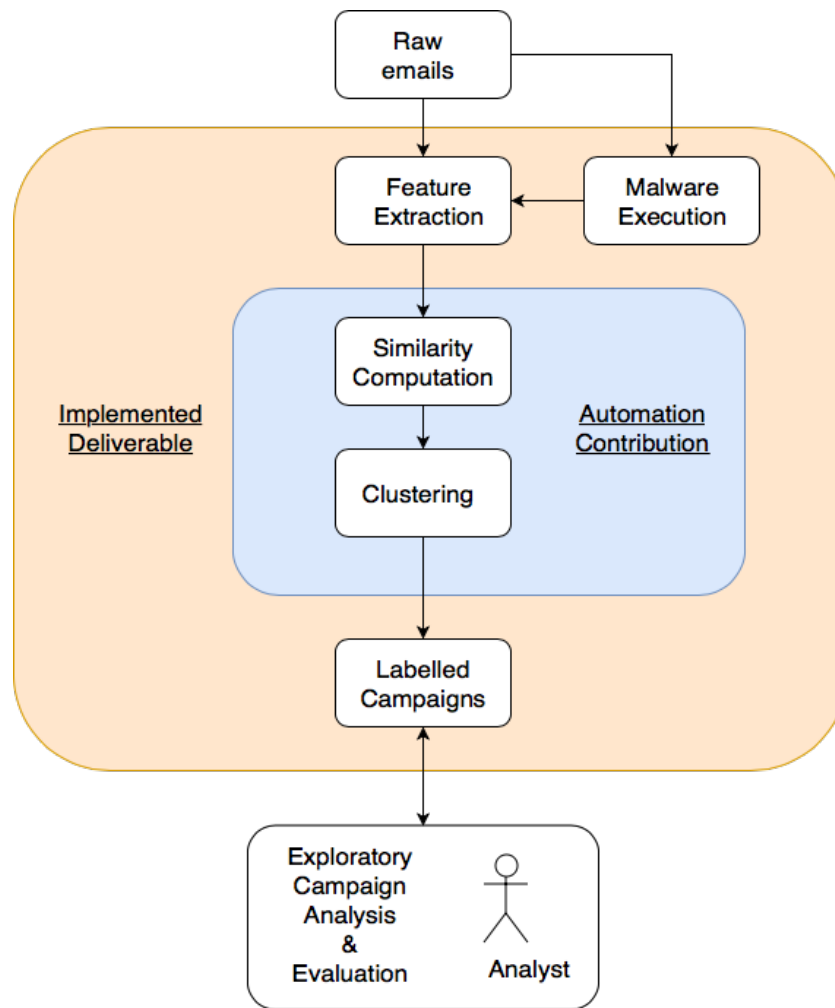 Raw
emails
Feature
Extraction
Malware
Execution
Similarity
Computation
Implemented
Deliverable
Automation
Contribution
Clustering
Labelled
Campaigns
Exploratory
Campaign
Analysis
&
Evaluation
Analyst